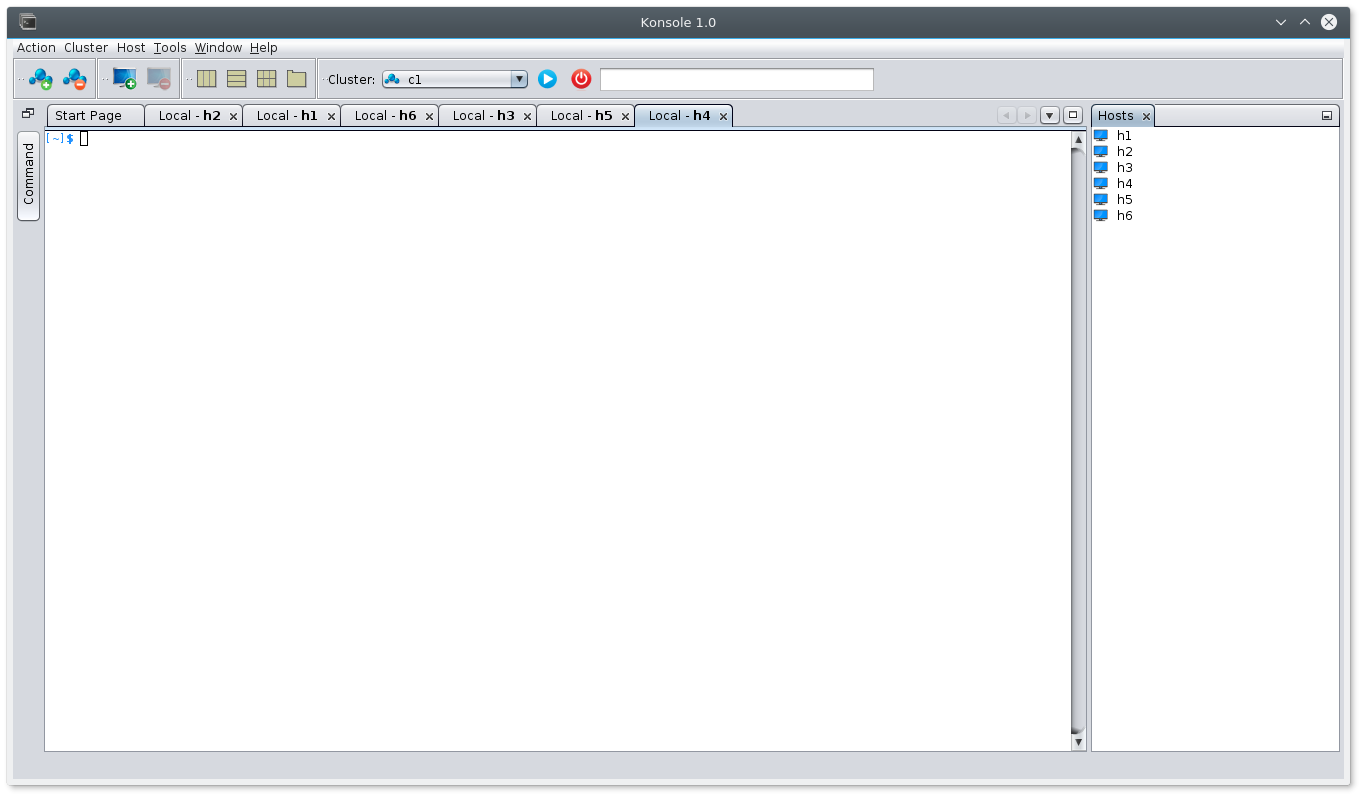 Konsole 1.0
Action Cluster Host Tools Window Help
Cluster: c1
Start Page Local - h2 Local - h1 Local - h6 Local - h3 Local - h5 Local - h4 Hosts
[~]$
Command
h1
h2
h3
h4
h5
h6